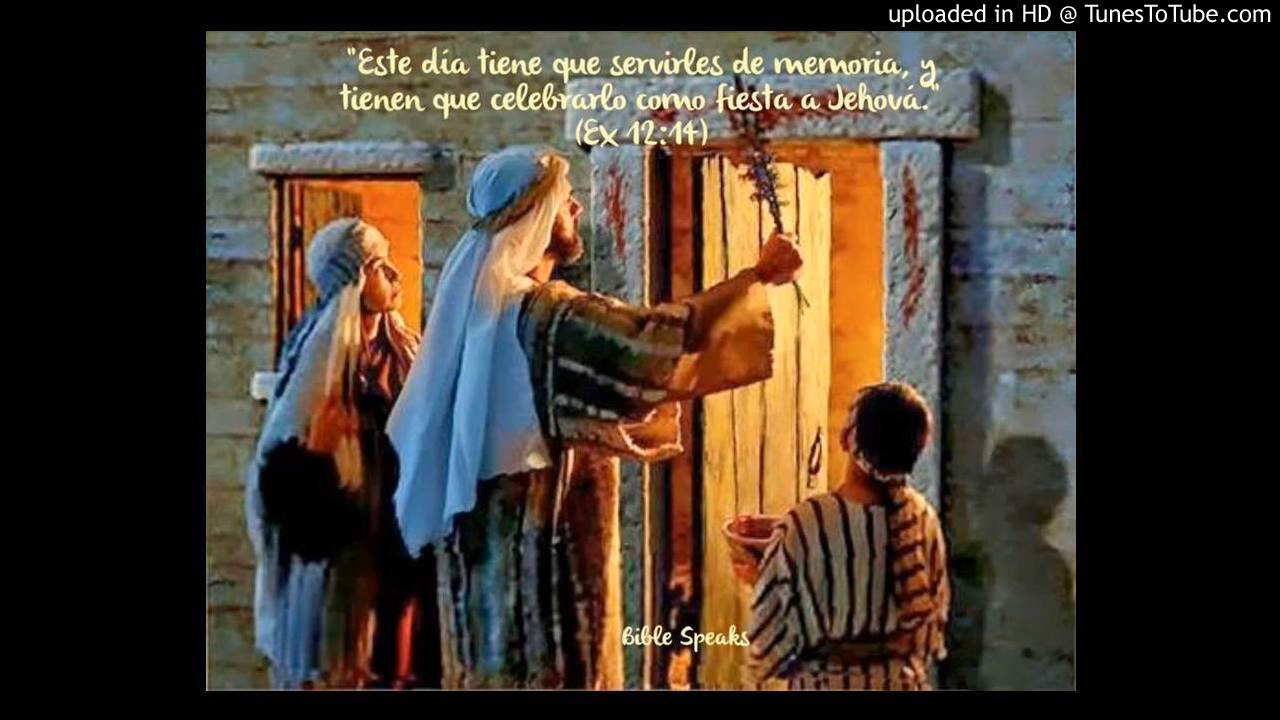 uploaded in HD @ TunesToTube.com
"Este día tiene que servirles de memoria, y
tienen que celebrarlo como fiesta a Jehová."
(Ex 12:14)
Bible Speaks